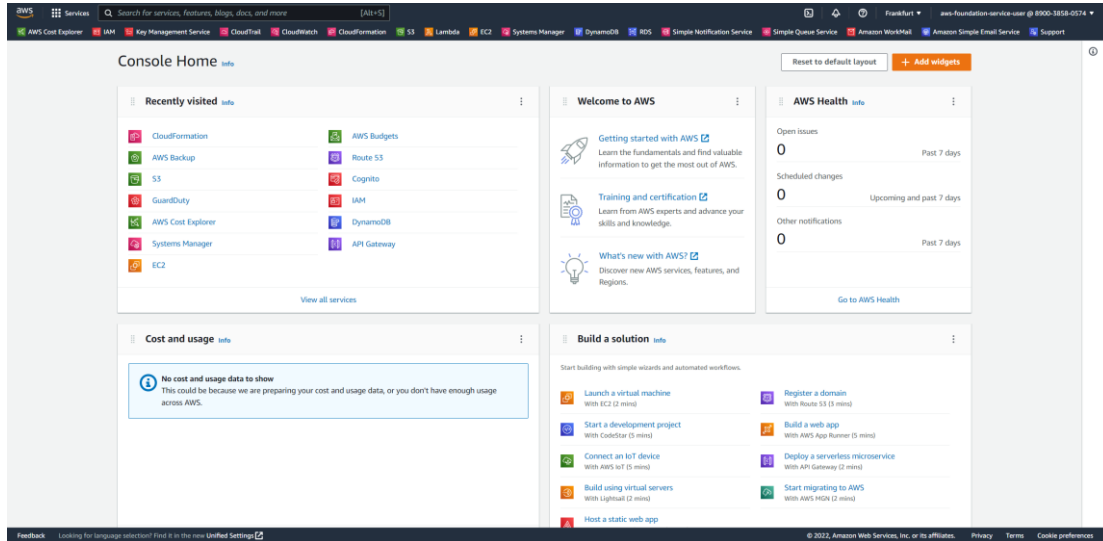 aws
Services
Search for services, features, blogs, docs, and more
[Alt+S]
Frankfurt ▼
aws-foundation-service-user @ 8900-3858-0574 ▼
AWS Cost Explorer
IAM
Key Management Service
CloudTrail
CloudWatch
CloudFormation
S3
Lambda
EC2
Systems Manager
DynamoDB
RDS
Simple Notification Service
Simple Queue Service
Amazon WorkMail
Amazon Simple Email Service
Support
Console Home Info
Reset to default layout
+ Add widgets
Recently visited Info
CloudFormation
AWS Backup
S3
GuardDuty
AWS Cost Explorer
Systems Manager
EC2
AWS Budgets
Route 53
Cognito
IAM
DynamoDB
API Gateway
View all services
Welcome to AWS
Getting started with AWS
Learn the fundamentals and find valuable
information to get the most out of AWS.
Training and certification
Learn from AWS experts and advance your
skills and knowledge.
What's new with AWS?
Discover new AWS services, features, and
Regions.
AWS Health Info
Open issues
0
Past 7 days
Scheduled changes
0
Upcoming and past 7 days
Other notifications
0
Past 7 days
Go to AWS Health
Cost and usage Info
No cost and usage data to show
This could be because we are preparing your cost and usage data, or you don't have enough usage
across AWS.
Build a solution Info
Start building with simple wizards and automated workflows.
Launch a virtual machine
With EC2 (2 mins)
Start a development project
With CodeStar (5 mins)
Connect an IoT device
With AWS IoT (5 mins)
Build using virtual servers
With Lightsail (2 mins)
Host a static web app
Register a domain
With Route 53 (3 mins)
Build a web app
With AWS App Runner (5 mins)
Deploy a serverless microservice
With API Gateway (2 mins)
Start migrating to AWS
With AWS MGN (2 mins)
Feedback
Looking for language selection? Find it in the new Unified Settings
© 2022, Amazon Web Services, Inc. or its affiliates.
Privacy
Terms
Cookie preferences